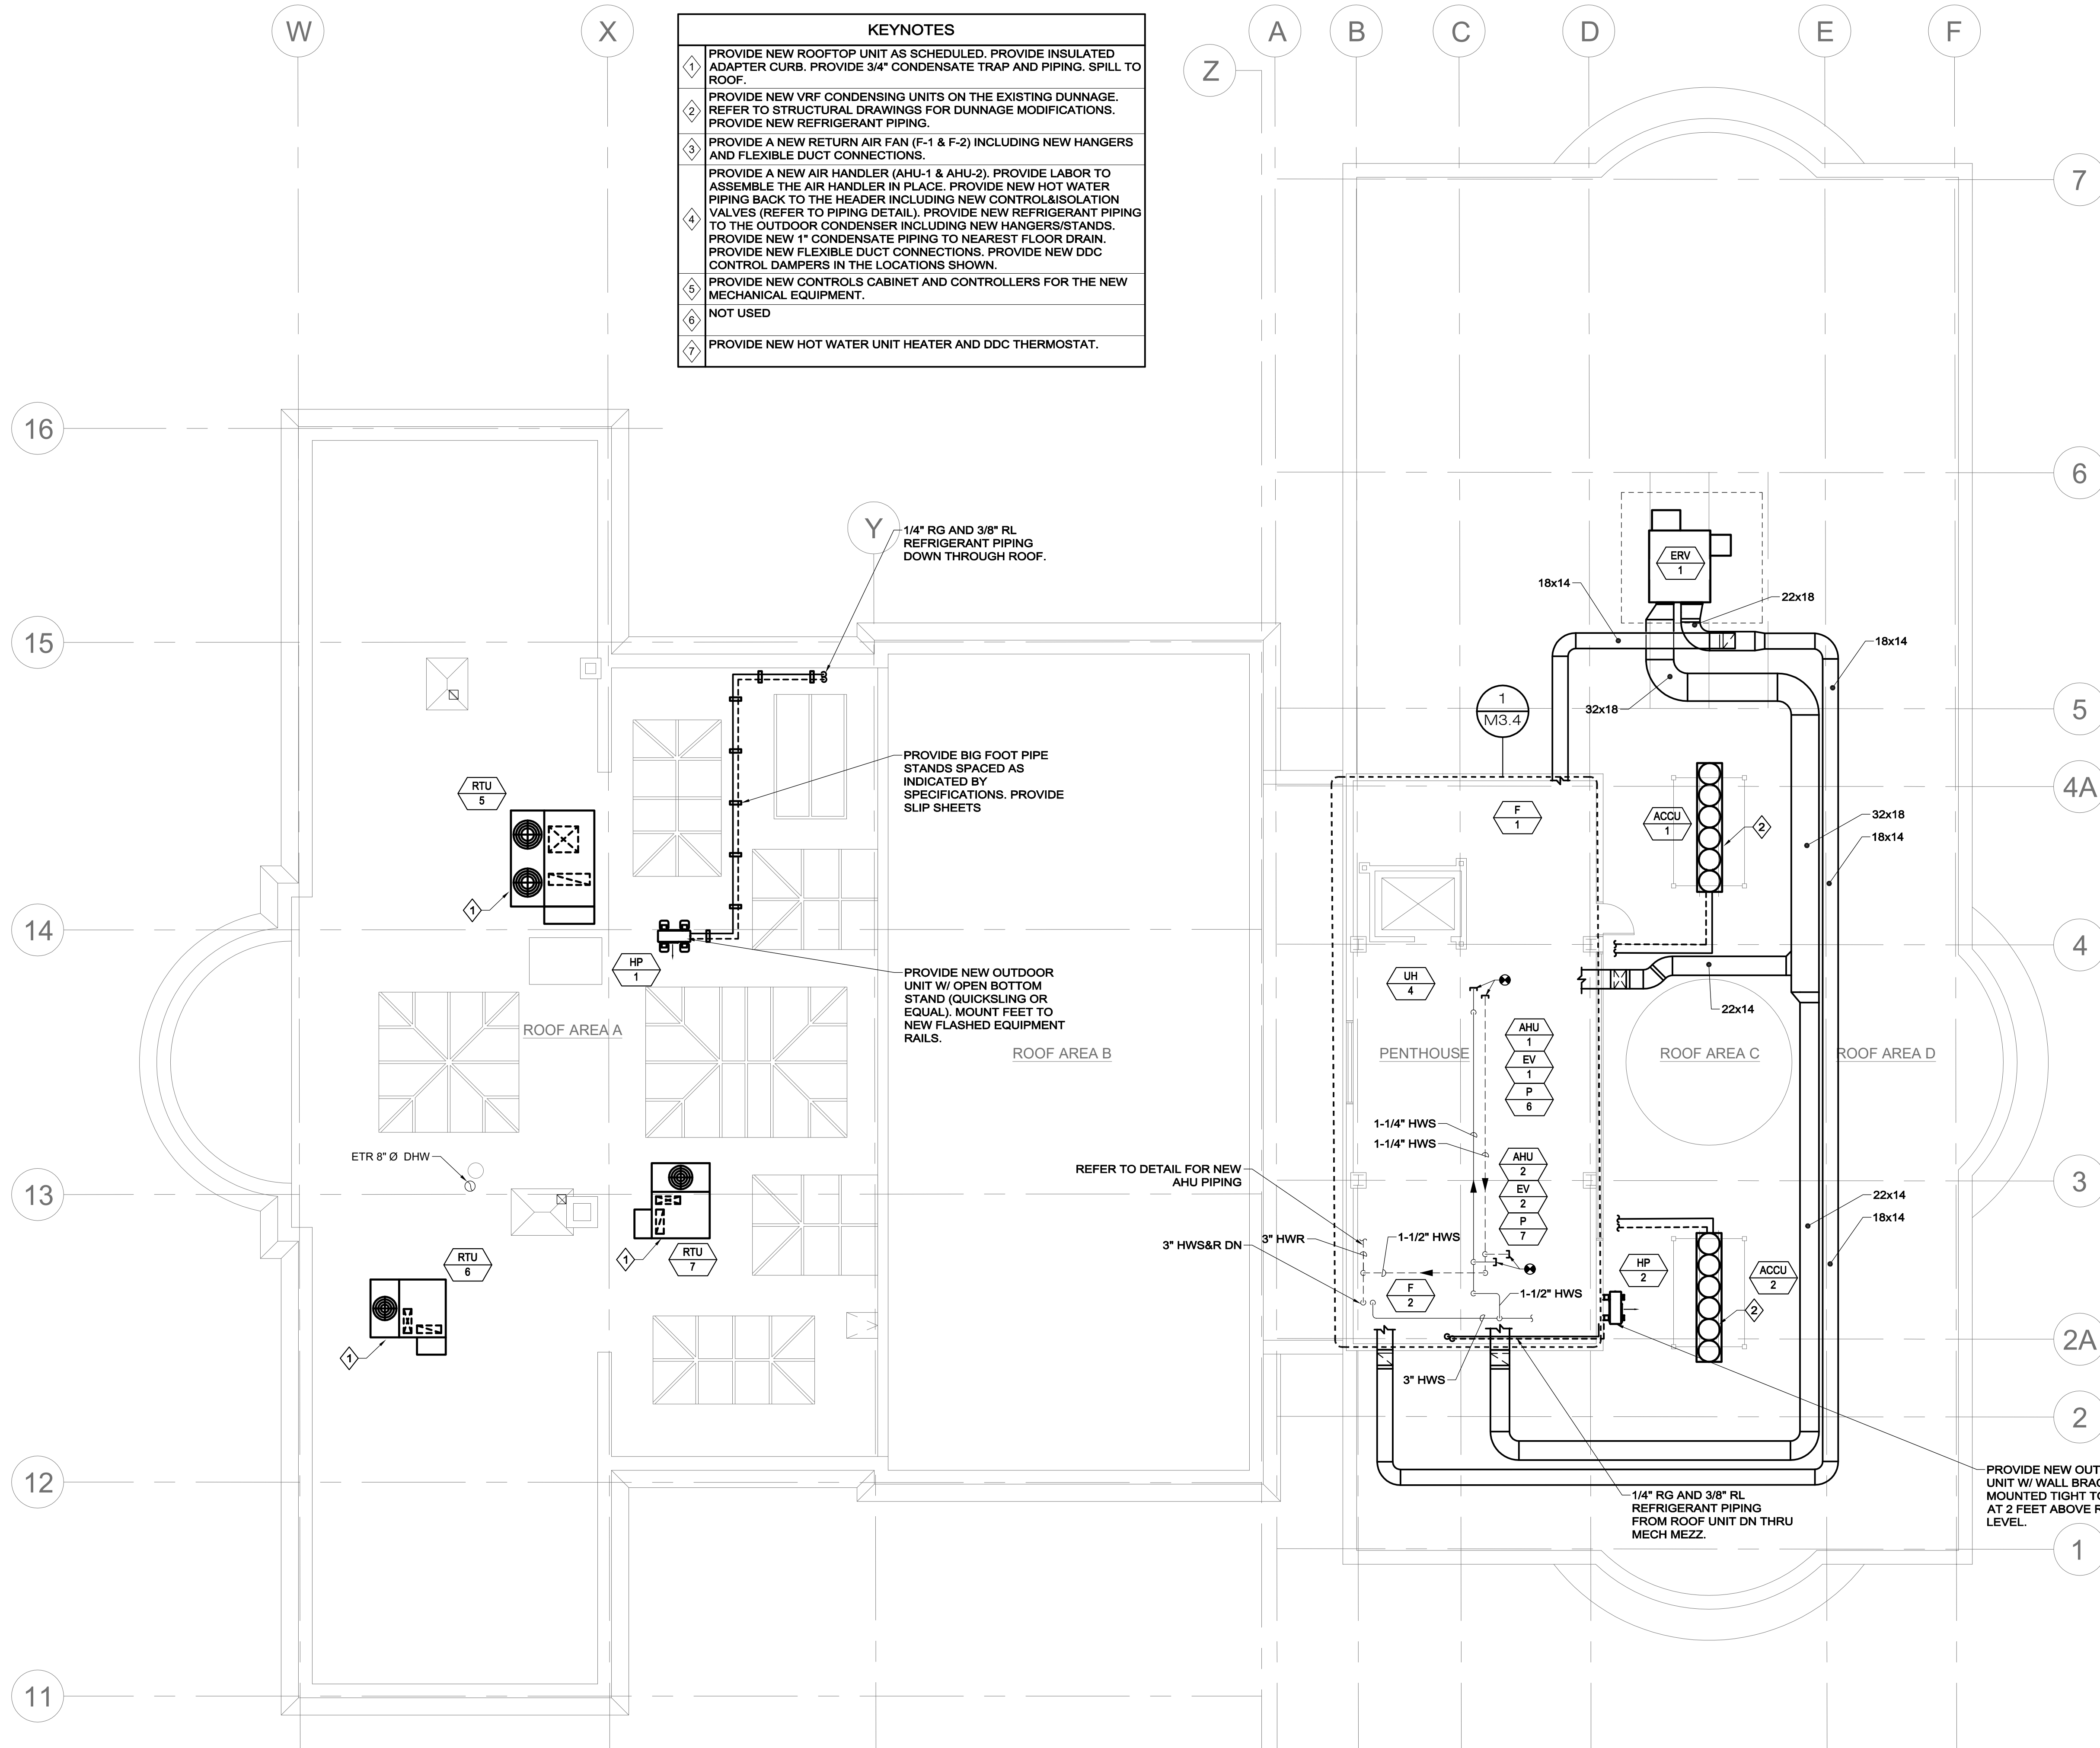 W
X
A
B
C
D
E
F
Z
KEYNOTES
1
PROVIDE NEW ROOFTOP UNIT AS SCHEDULED. PROVIDE INSULATED
ADAPTER CURB. PROVIDE 3/4" CONDENSATE TRAP AND PIPING. SPILL TO
ROOF.
2
PROVIDE NEW VRF CONDENSING UNITS ON THE EXISTING DUNNAGE.
REFER TO STRUCTURAL DRAWINGS FOR DUNNAGE MODIFICATIONS.
PROVIDE NEW REFRIGERANT PIPING.
3
PROVIDE A NEW RETURN AIR FAN (F-1 & F-2) INCLUDING NEW HANGERS
AND FLEXIBLE DUCT CONNECTIONS.
4
PROVIDE A NEW AIR HANDLER (AHU-1 & AHU-2). PROVIDE LABOR TO
ASSEMBLE THE AIR HANDLER IN PLACE. PROVIDE NEW HOT WATER
PIPING BACK TO THE HEADER INCLUDING NEW CONTROL&ISOLATION
VALVES (REFER TO PIPING DETAIL). PROVIDE NEW REFRIGERANT PIPING
TO THE OUTDOOR CONDENSER INCLUDING NEW HANGERS/STANDS.
PROVIDE NEW 1" CONDENSATE PIPING TO NEAREST FLOOR DRAIN.
PROVIDE NEW FLEXIBLE DUCT CONNECTIONS. PROVIDE NEW DDC
CONTROL DAMPERS IN THE LOCATIONS SHOWN.
5
PROVIDE NEW CONTROLS CABINET AND CONTROLLERS FOR THE NEW
MECHANICAL EQUIPMENT.
6
NOT USED
7
PROVIDE NEW HOT WATER UNIT HEATER AND DDC THERMOSTAT.
7
16
6
Y
1/4" RG AND 3/8" RL
REFRIGERANT PIPING
DOWN THROUGH ROOF.
ERV
1
18x14
22x18
15
18x14
32x18
5
1
M3.4
PROVIDE BIG FOOT PIPE
STANDS SPACED AS
INDICATED BY
SPECIFICATIONS. PROVIDE
SLIP SHEETS
RTU
5
4A
F
1
ACCU
1
2
32x18
18x14
1
14
4
HP
1
PROVIDE NEW OUTDOOR
UNIT W/ OPEN BOTTOM
STAND (QUICKSLING OR
EQUAL). MOUNT FEET TO
NEW FLASHED EQUIPMENT
RAILS.
UH
4
22x14
ROOF AREA A
ROOF AREA B
PENTHOUSE
ROOF AREA C
ROOF AREA D
AHU
1
EV
1
P
6
1-1/4" HWS
1-1/4" HWS
ETR 8" Ø DHW
REFER TO DETAIL FOR NEW
AHU PIPING
AHU
2
EV
2
P
7
13
3
22x14
18x14
3" HWS&R DN
3" HWR
1-1/2" HWS
RTU
6
1
RTU
7
F
2
1-1/2" HWS
HP
2
ACCU
2
2
1
2A
3" HWS
2
12
1/4" RG AND 3/8" RL
REFRIGERANT PIPING
FROM ROOF UNIT DN THRU
MECH MEZZ.
PROVIDE NEW OUT
UNIT W/ WALL BRA
MOUNTED TIGHT T
AT 2 FEET ABOVE
LEVEL.
1
11